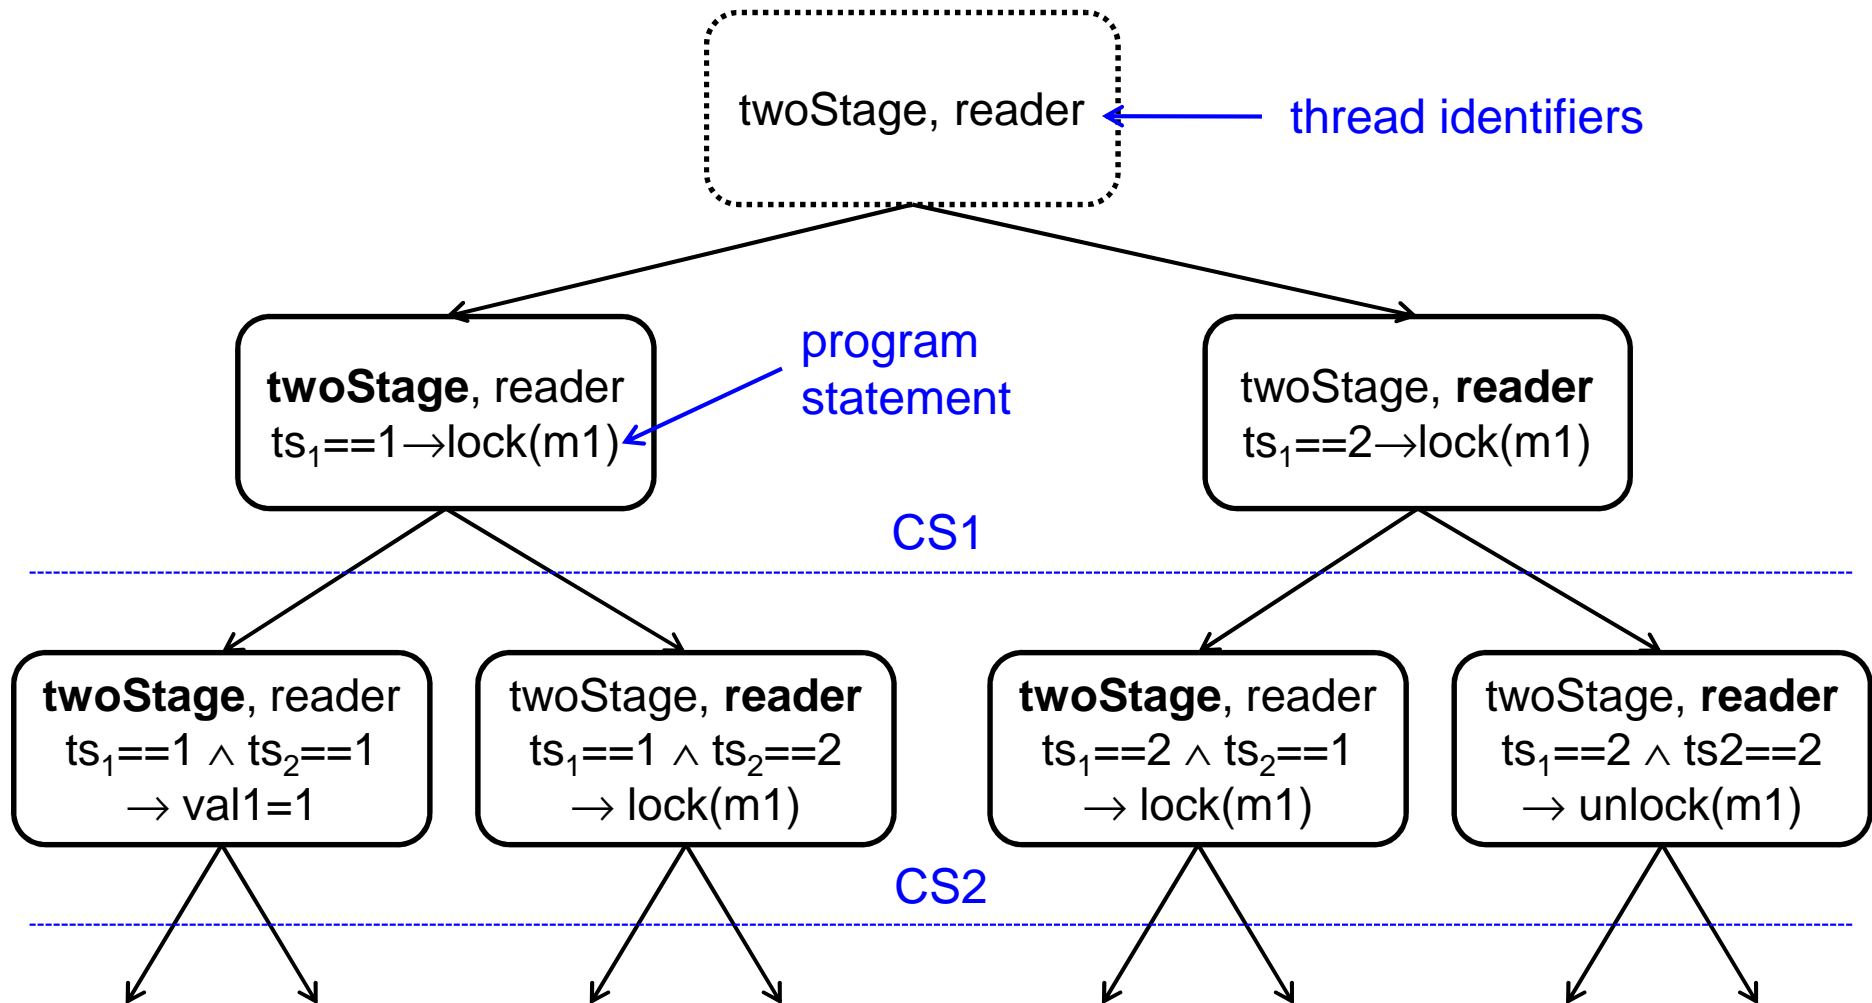 twoStage, reader
thread identifiers
twoStage, reader
ts₁==1→lock(m1)
program
statement
twoStage, reader
ts₁==2→lock(m1)
CS1
twoStage, reader
ts₁==1 ∧ ts₂==1
→ val1=1
twoStage, reader
ts₁==1 ∧ ts₂==2
→ lock(m1)
twoStage, reader
ts₁==2 ∧ ts₂==1
→ lock(m1)
twoStage, reader
ts₁==2 ∧ ts2==2
→ unlock(m1)
CS2